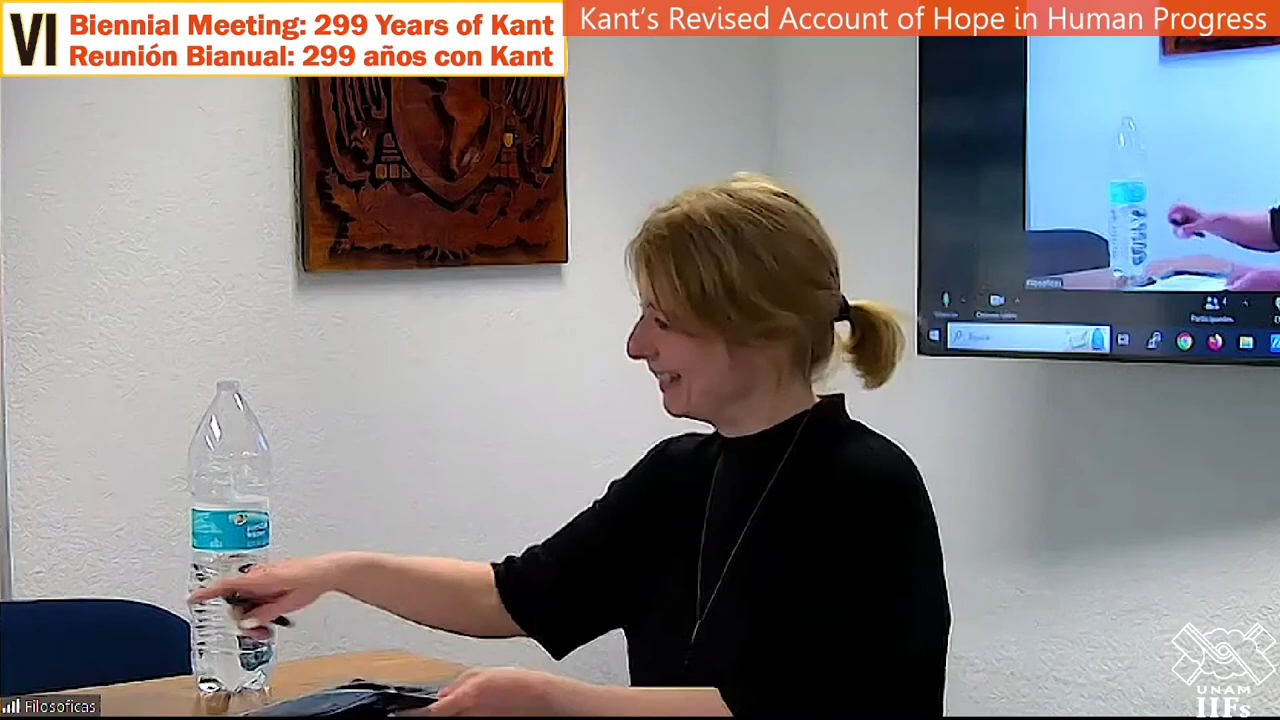 VI
Biennial Meeting: 299 Years of Kant
Reunión Bianual: 299 años con Kant
Kant's Revised Account of Hope in Human Progress
Participantes
Filosoficas
UNAM
IIFs